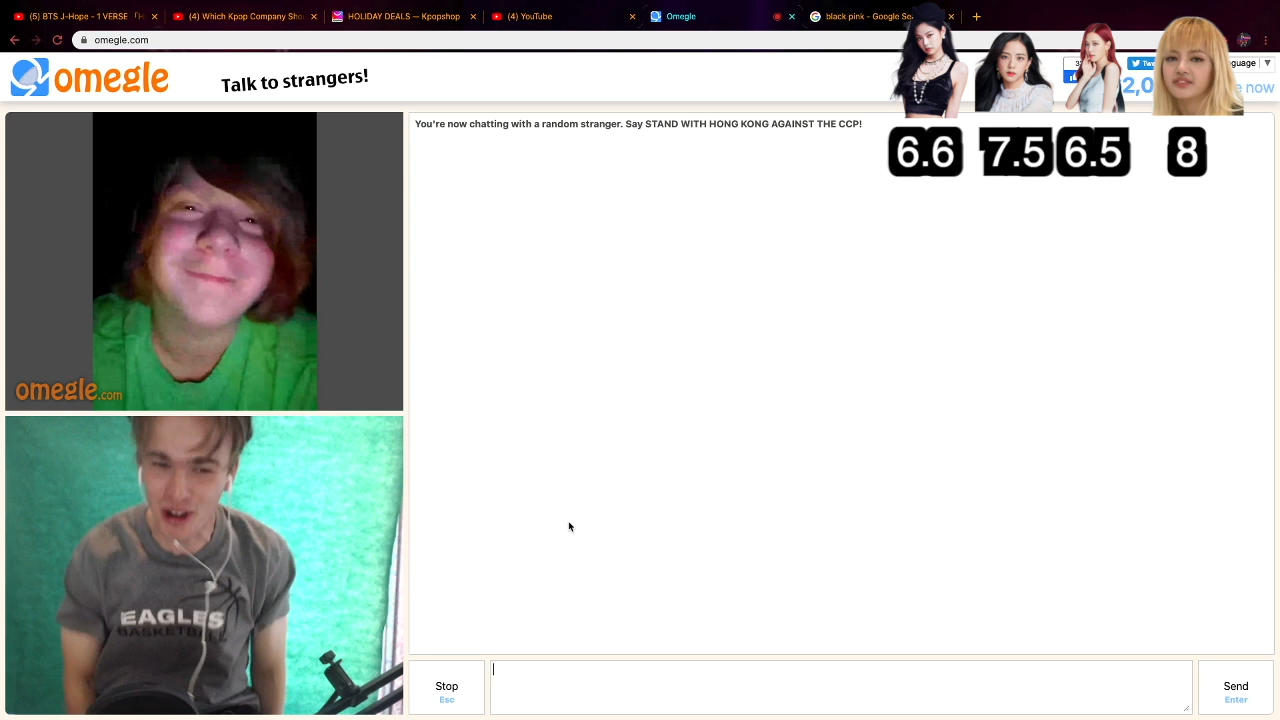 (5) BTS J-Hope - 1 VERSE 「H
(4) Which Kpop Company Shou
HOLIDAY DEALS — Kpopshop
(4) YouTube
Omegle
black pink - Google Se
omegle.com
omegle
Talk to strangers!
You're now chatting with a random stranger. Say STAND WITH HONG KONG AGAINST THE CCP!
6.6
7.5
6.5
8
omegle.com
EAGLES
BASKETBALL
Stop
Esc
Send
Enter